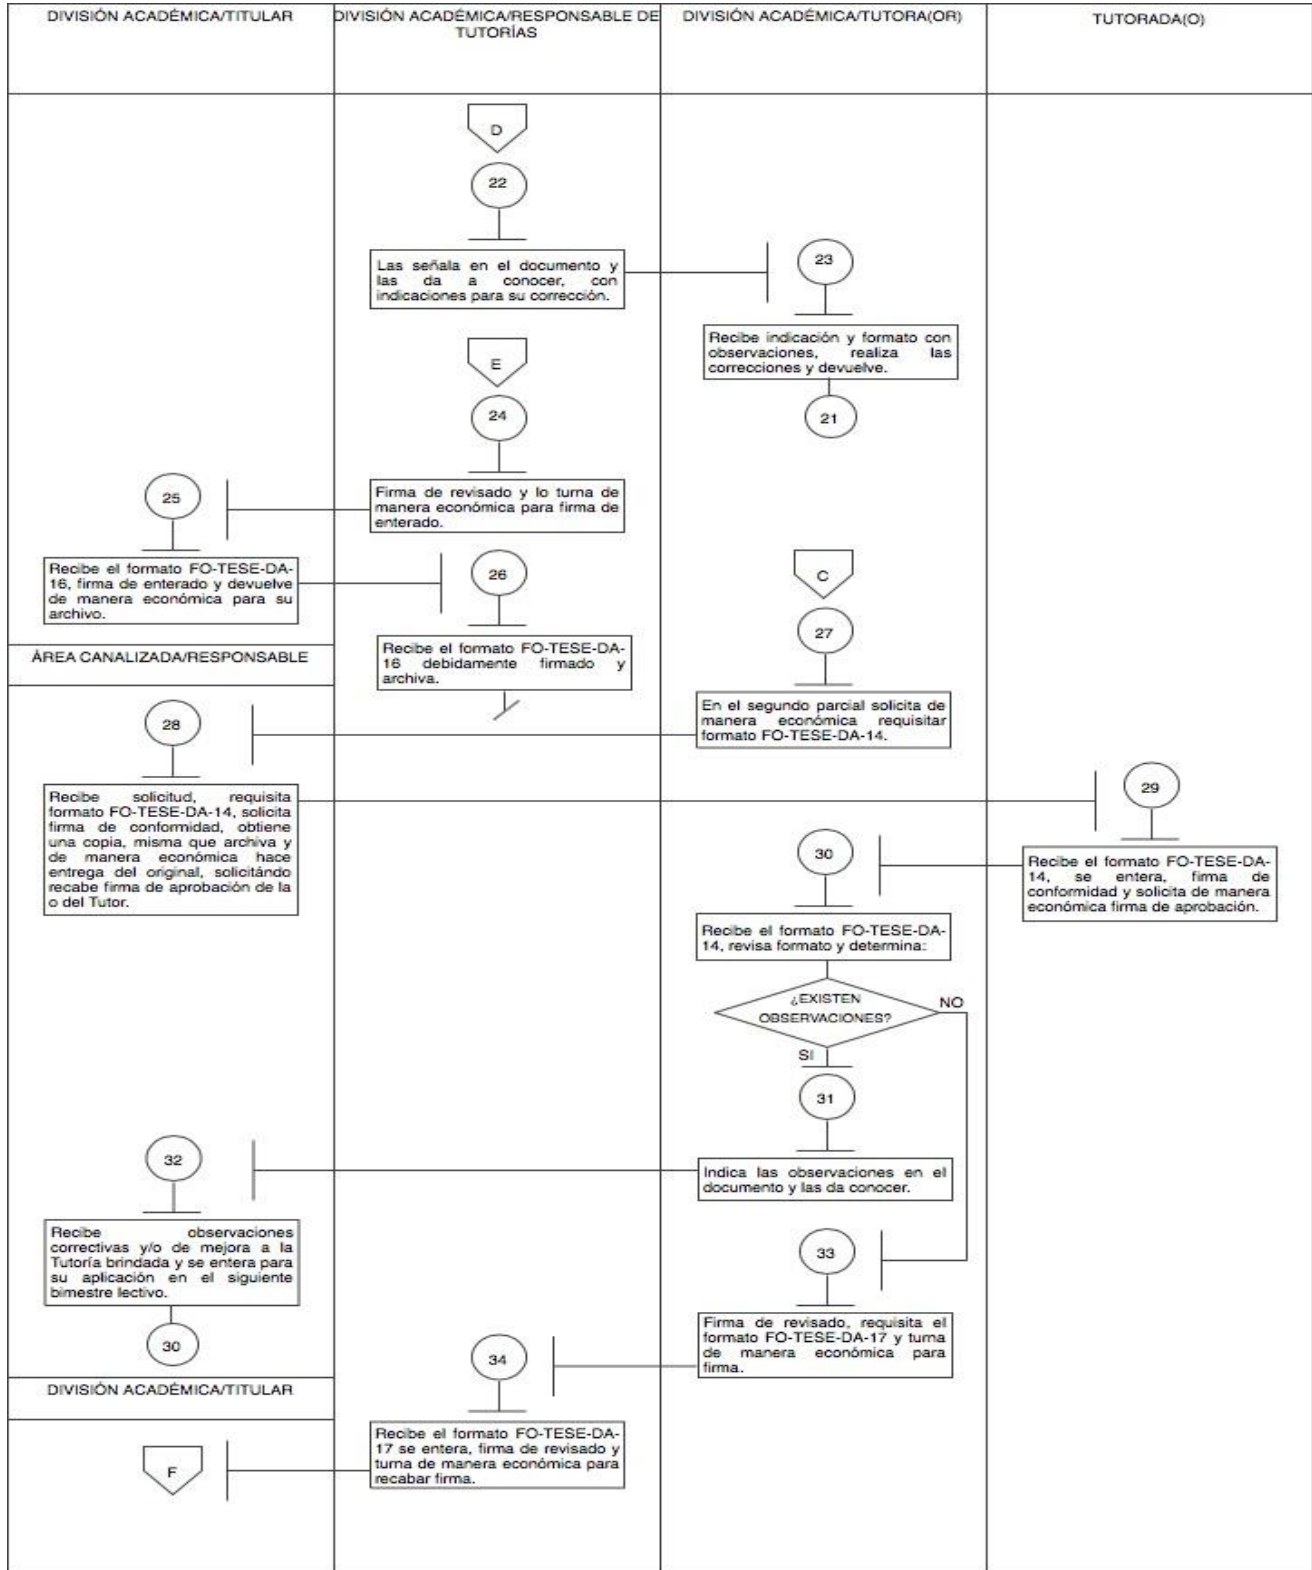 DIVISIÓN ACADÉMICA/TITULAR
DIVISIÓN ACADÉMICA/RESPONSABLE DE
TUTORÍAS
DIVISIÓN ACADÉMICA/TUTORA(OR)
TUTORADA(O)
D
22
Las señala en el documento y
las da a conocer, con
indicaciones para su corrección.
23
Recibe indicación y formato con
observaciones, realiza las
correcciones y devuelve.
21
E
24
Firma de revisado y lo turna de
manera económica para firma de
enterado.
25
Recibe el formato FO-TESE-DA-
16, firma de enterado y devuelve
de manera económica para su
archivo.
26
Recibe el formato FO-TESE-DA-
16 debidamente firmado y
archiva.
C
27
En el segundo parcial solicita de
manera económica requisitar
formato FO-TESE-DA-14.
ÁREA CANALIZADA/RESPONSABLE
28
Recibe solicitud, requisita
formato FO-TESE-DA-14, solicita
firma de conformidad, obtiene
una copia, misma que archiva y
de manera económica hace
entrega del original, solicitándo
recabe firma de aprobación de la
o del Tutor.
29
Recibe el formato FO-TESE-DA-
14, se entera, firma de
conformidad y solicita de manera
económica firma de aprobación.
30
Recibe el formato FO-TESE-DA-
14, revisa formato y determina:
¿EXISTEN
OBSERVACIONES?
NO
SI
31
Indica las observaciones en el
documento y las da conocer.
32
Recibe observaciones
correctivas y/o de mejora a la
Tutoría brindada y se entera para
su aplicación en el siguiente
bimestre lectivo.
30
33
Firma de revisado, requisita el
formato FO-TESE-DA-17 y turna
de manera económica para
firma.
34
Recibe el formato FO-TESE-DA-
17 se entera, firma de revisado y
turna de manera económica para
recabar firma.
DIVISIÓN ACADÉMICA/TITULAR
F